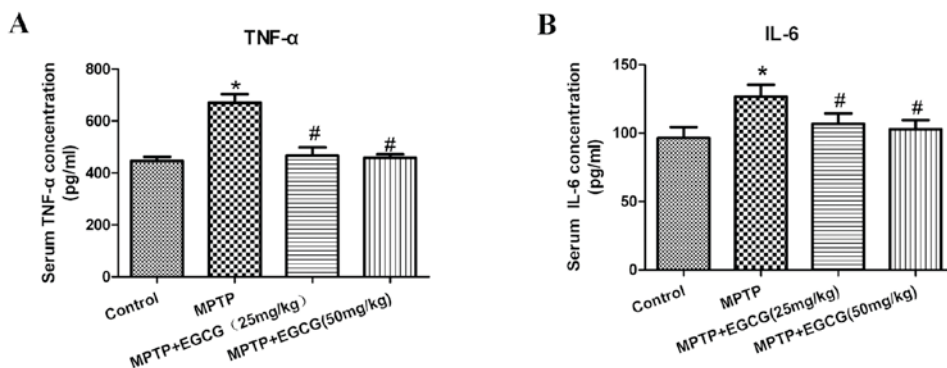 A
TNF-α
Serum TNF-α concentration
(pg/ml)
800
600
400
200
0
*
#
#
Control
MPTP
MPTP+EGCG（25mg/kg）
MPTP+EGCG(50mg/kg)
B
IL-6
Serum IL-6 concentration
(pg/ml)
150
100
50
0
*
#
#
Control
MPTP
MPTP+EGCG(25mg/kg)
MPTP+EGCG(50mg/kg)